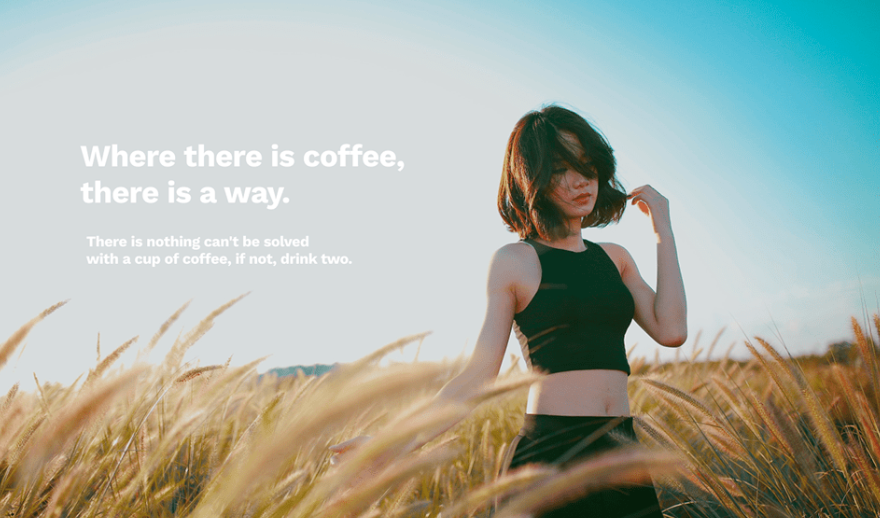 Where there is coffee,
there is a way.
There is nothing can't be solved
with a cup of coffee, if not, drink two.